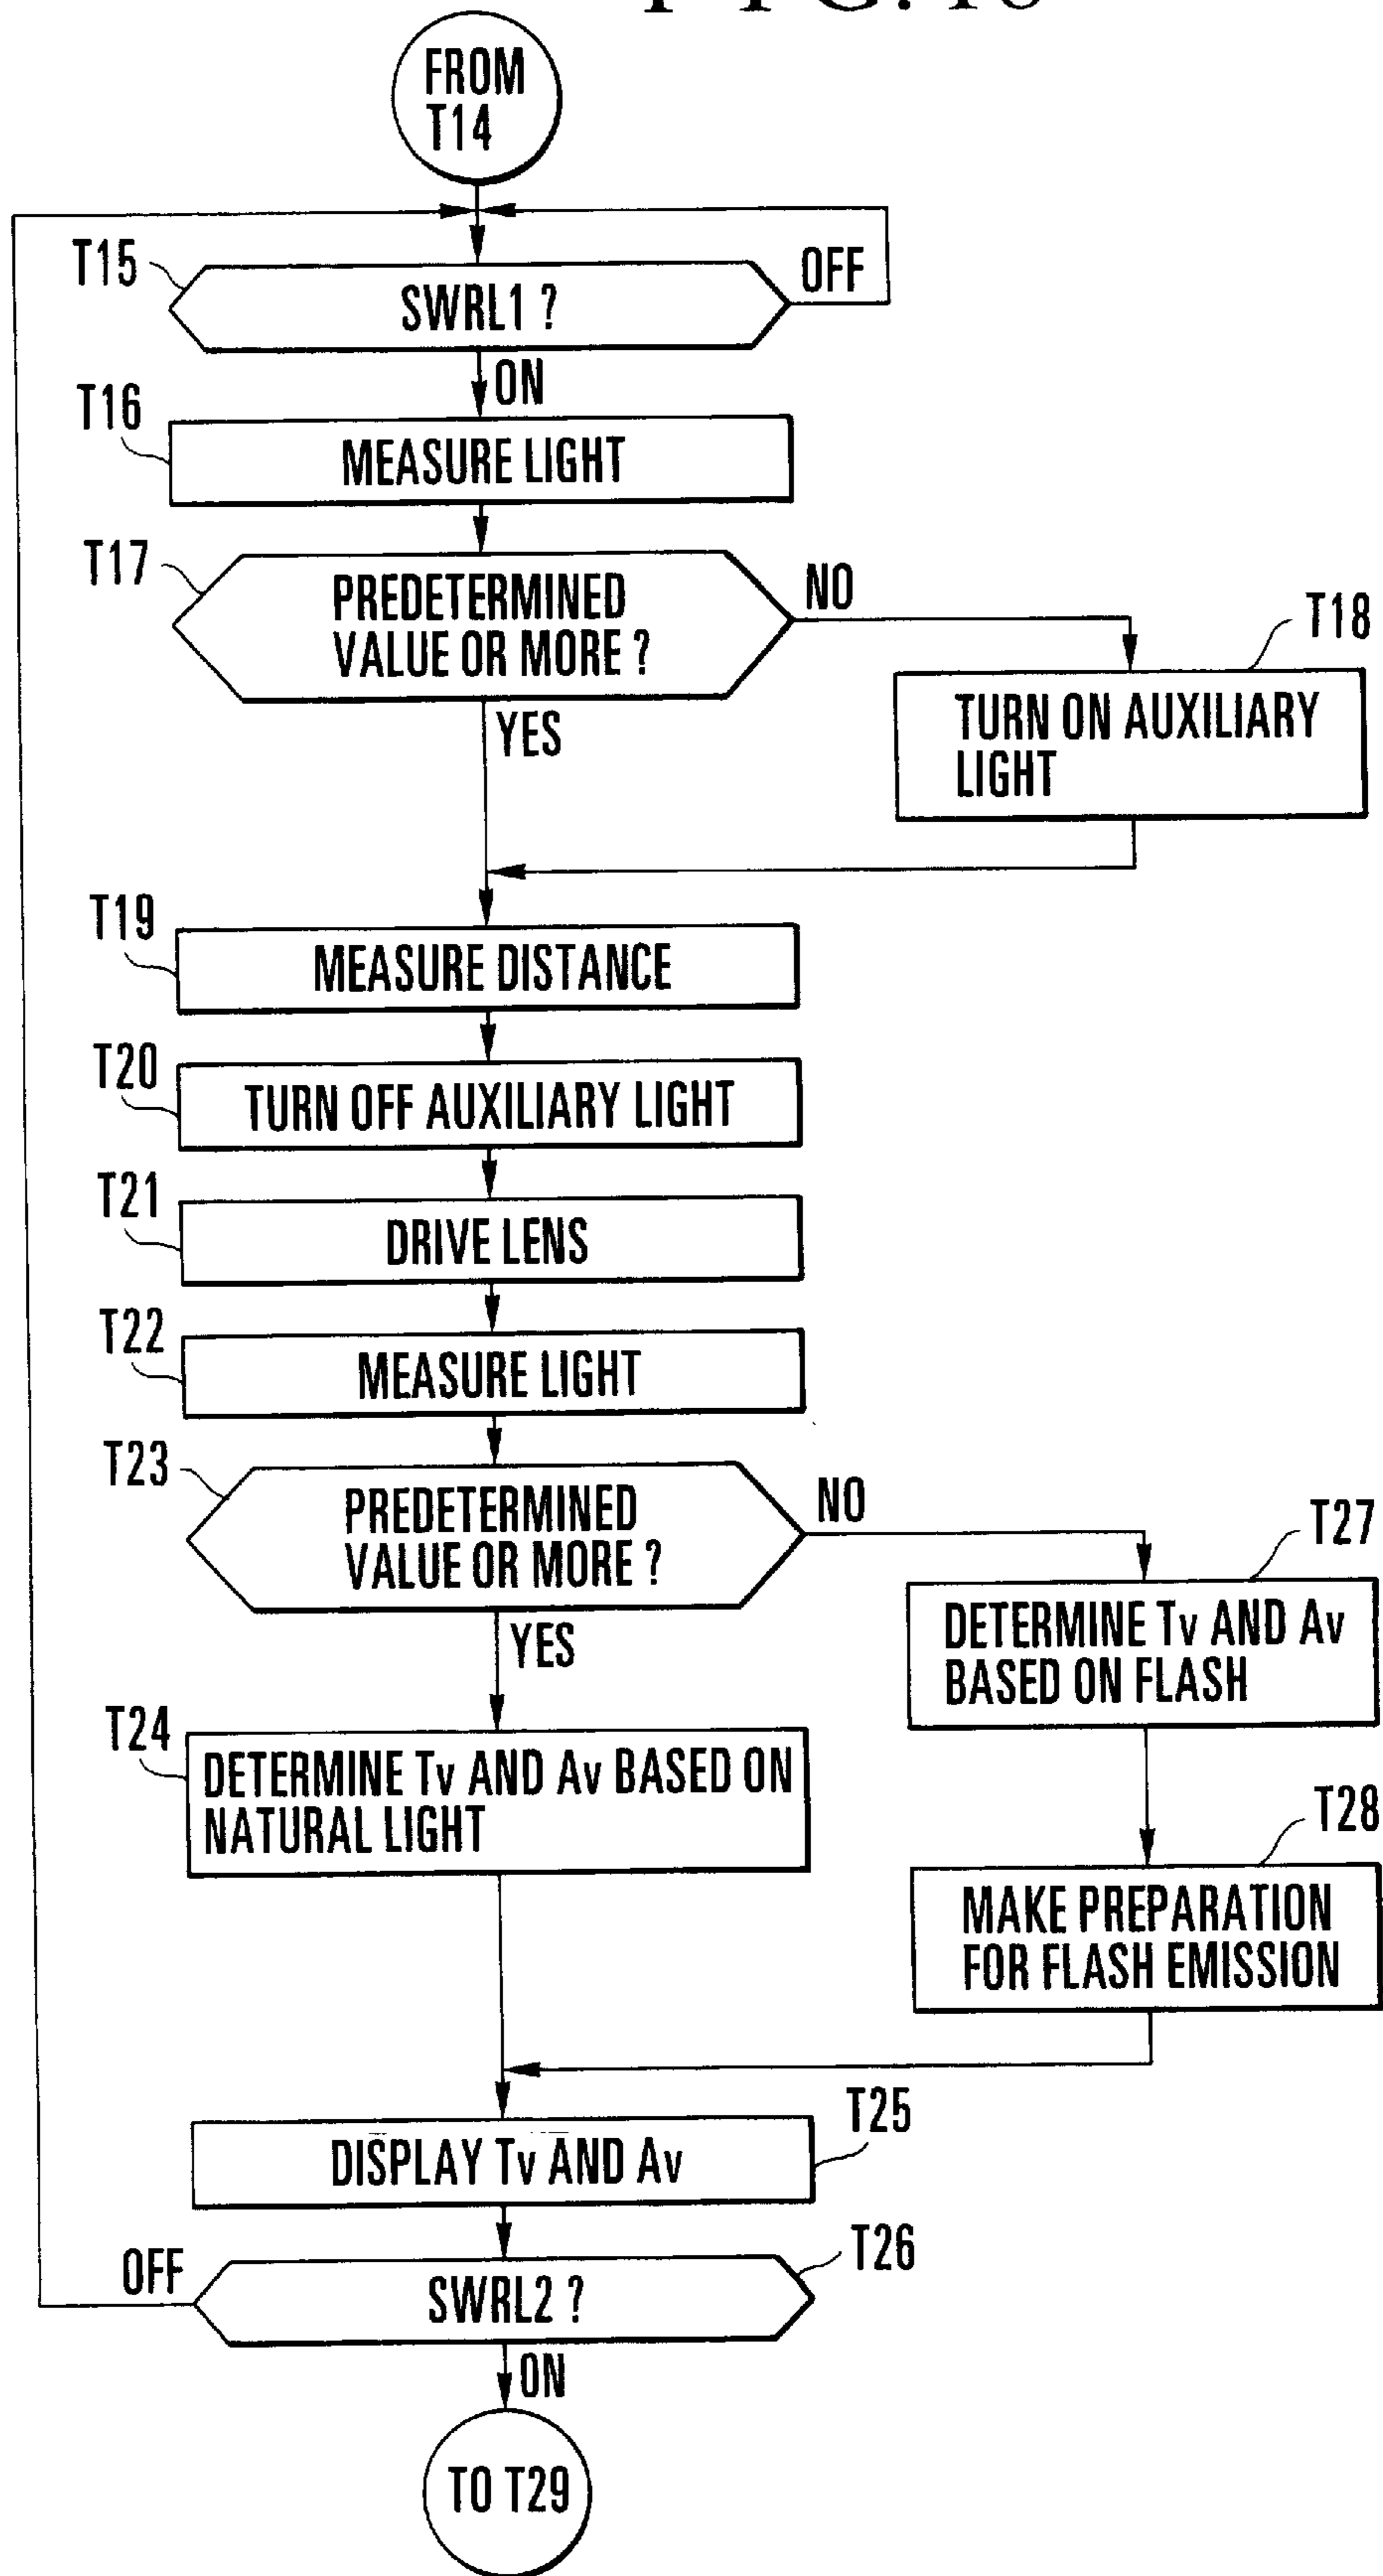 FROM
T14
T15
SWRL1 ?
OFF
ON
T16
MEASURE LIGHT
T17
PREDETERMINED
VALUE OR MORE ?
NO
YES
T18
TURN ON AUXILIARY
LIGHT
T19
MEASURE DISTANCE
T20
TURN OFF AUXILIARY LIGHT
T21
DRIVE LENS
T22
MEASURE LIGHT
T23
PREDETERMINED
VALUE OR MORE ?
NO
YES
T27
DETERMINE Tv AND Av
BASED ON FLASH
T24
DETERMINE Tv AND Av BASED ON
NATURAL LIGHT
T28
MAKE PREPARATION
FOR FLASH EMISSION
T25
DISPLAY Tv AND Av
T26
OFF
SWRL2 ?
ON
TO T29